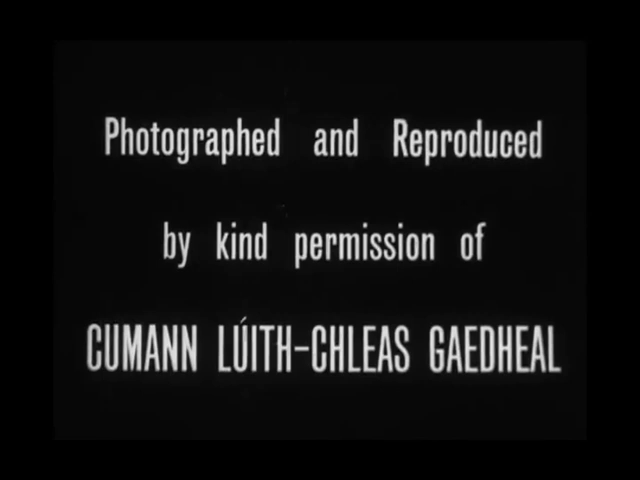 Photographed and Reproduced
by kind permission of
CUMANN LÚITH-CHLEAS GAEDHEAL